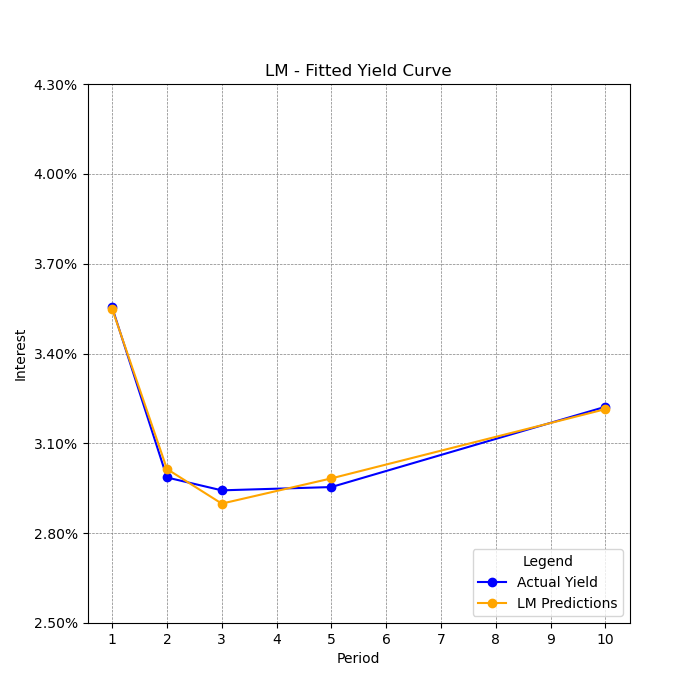 LM - Fitted Yield Curve
4.30%
4.00%
3.70%
3.40%
3.10%
2.80%
2.50%
Interest
1 2 3 4 5 6 7 8 9 10
Period
Legend
Actual Yield
LM Predictions